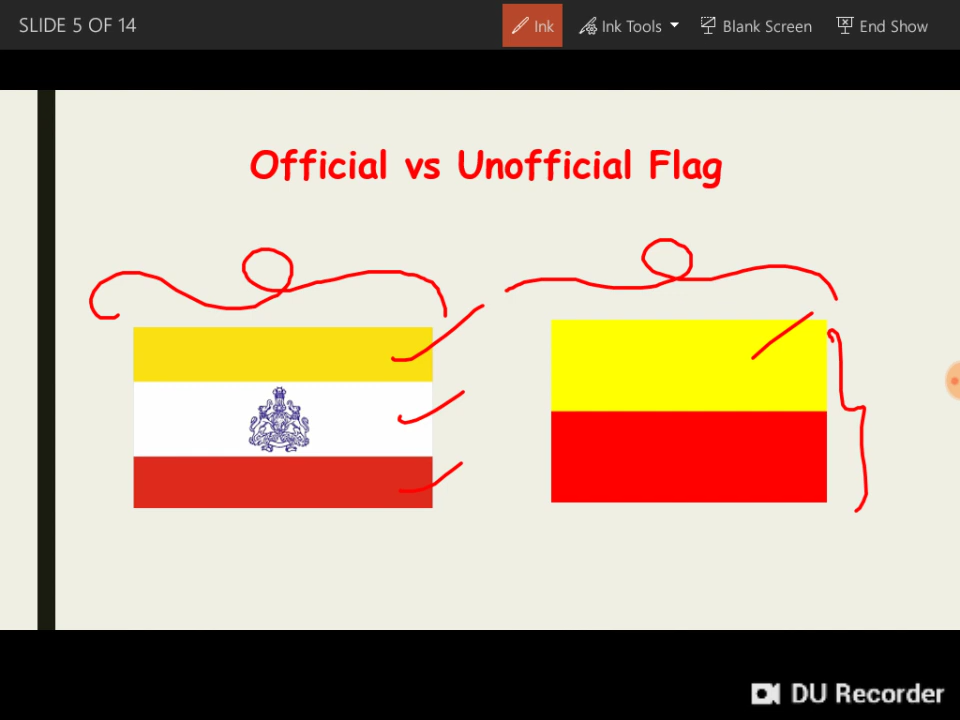 SLIDE 5 OF 14
Ink
Ink Tools
Blank Screen
End Show
Official vs Unofficial Flag
DU Recorder